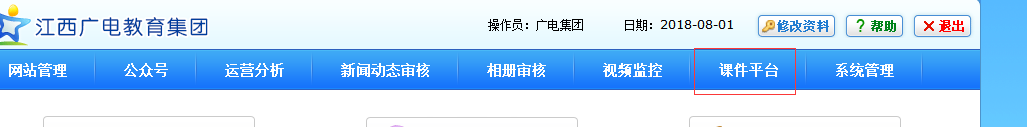 江西广电教育集团 操作员：广电集团 日期：2018-08-01 修改资料 ? 帮助 退出
网站管理 公众号 运营分析 新闻动态审核 相册审核 视频监控 课件平台 系统管理